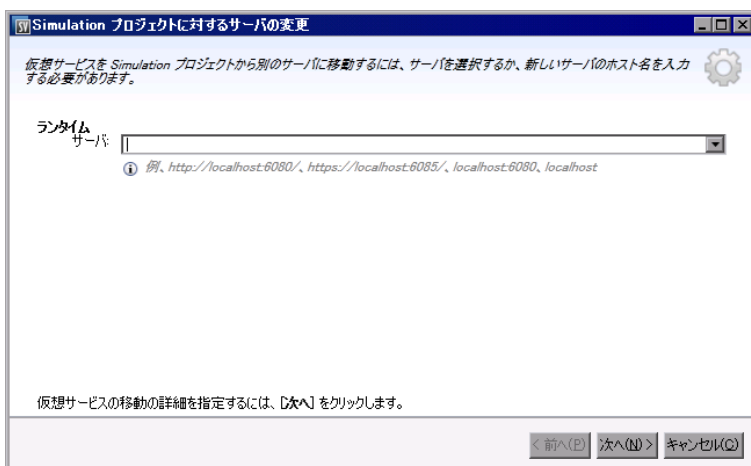 SV Simulation プロジェクトに対するサーバの変更
仮想サービスを Simulation プロジェクトから別のサーバに移動するには、サーバを選択するか、新しいサーバのホスト名を入力
する必要があります。
ランタイム
サーバ:
例、http://localhost:6080/、https://localhost:6085/、localhost:6080、localhost
仮想サービスの移動の詳細を指定するには、[次へ] をクリックします。
< 前へ(P) 次へ(N) > キャンセル(C)